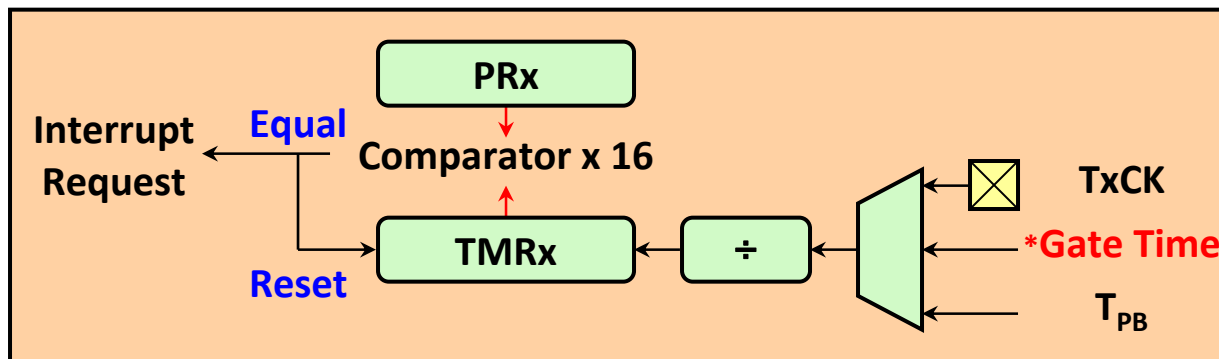 PRx
Interrupt
Request
Equal
Comparator x 16
TxCK
Reset
TMRx
÷
*Gate Time
TPB